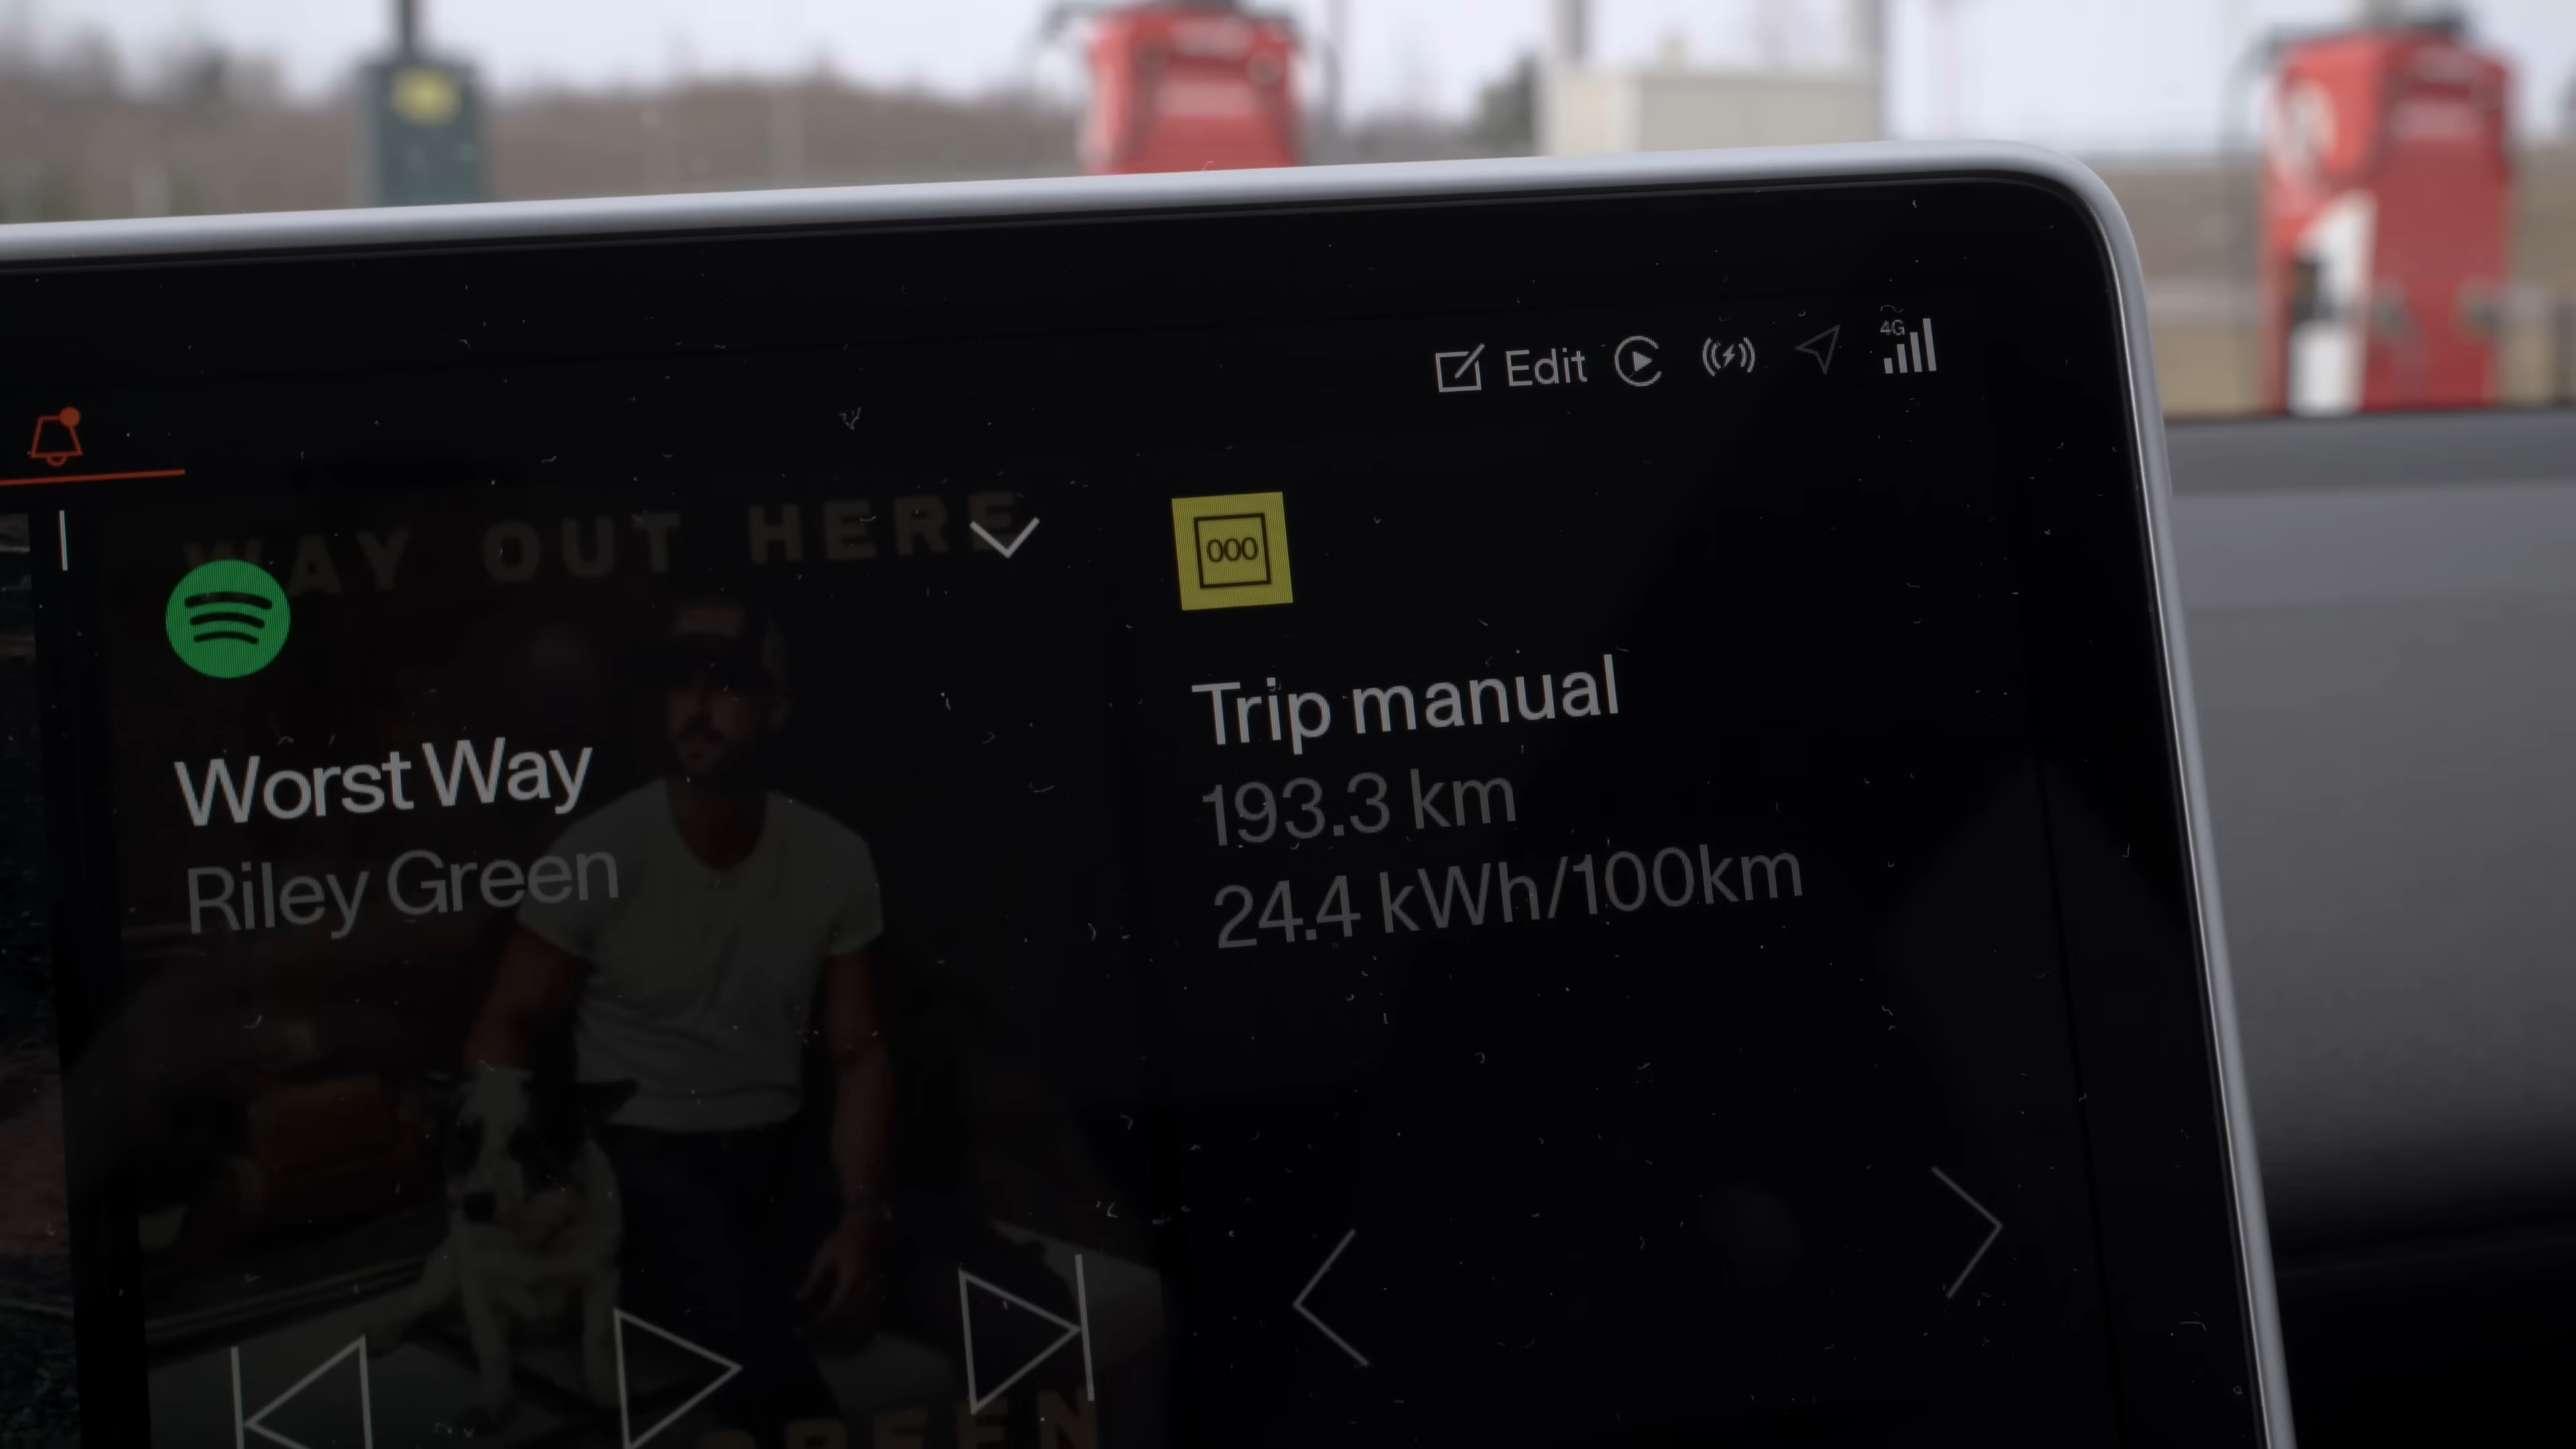 4G
Edit
WAY OUT HERE
000
Worst Way
Riley Green
Trip manual
193.3 km
24.4 kWh/100km
GREEN